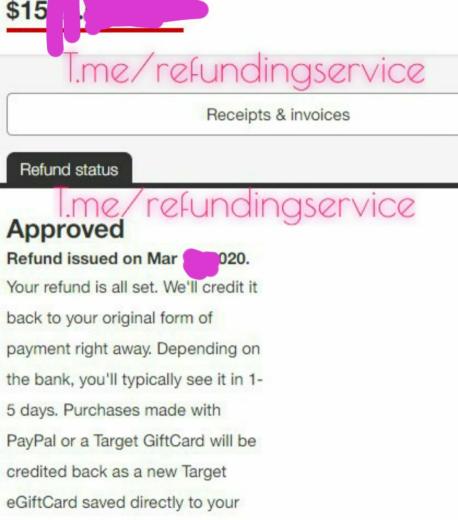 $15
T.me/refundingservice
Receipts & invoices
Refund status
T.me/refundingservice
Approved
Refund issued on Mar 020.
Your refund is all set. We'll credit it
back to your original form of
payment right away. Depending on
the bank, you'll typically see it in 1-
5 days. Purchases made with
PayPal or a Target GiftCard will be
credited back as a new Target
eGiftCard saved directly to your